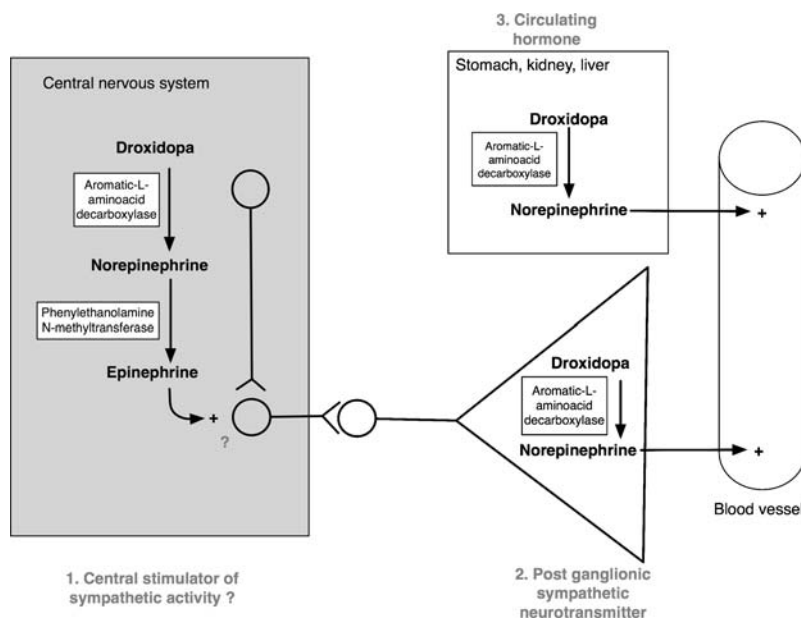 3. Circulating
hormone
Central nervous system
Droxidopa
Aromatic-L-
aminoacid
decarboxylase
Norepinephrine
Phenylethanolamine
N-methyltransferase
Epinephrine
+
?
1. Central stimulator of
sympathetic activity ?
Stomach, kidney, liver
Droxidopa
Aromatic-L-
aminoacid
decarboxylase
Norepinephrine
+
Droxidopa
Aromatic-L-
aminoacid
decarboxylase
Norepinephrine
+
Blood vessel
2. Post ganglionic
sympathetic
neurotransmitter